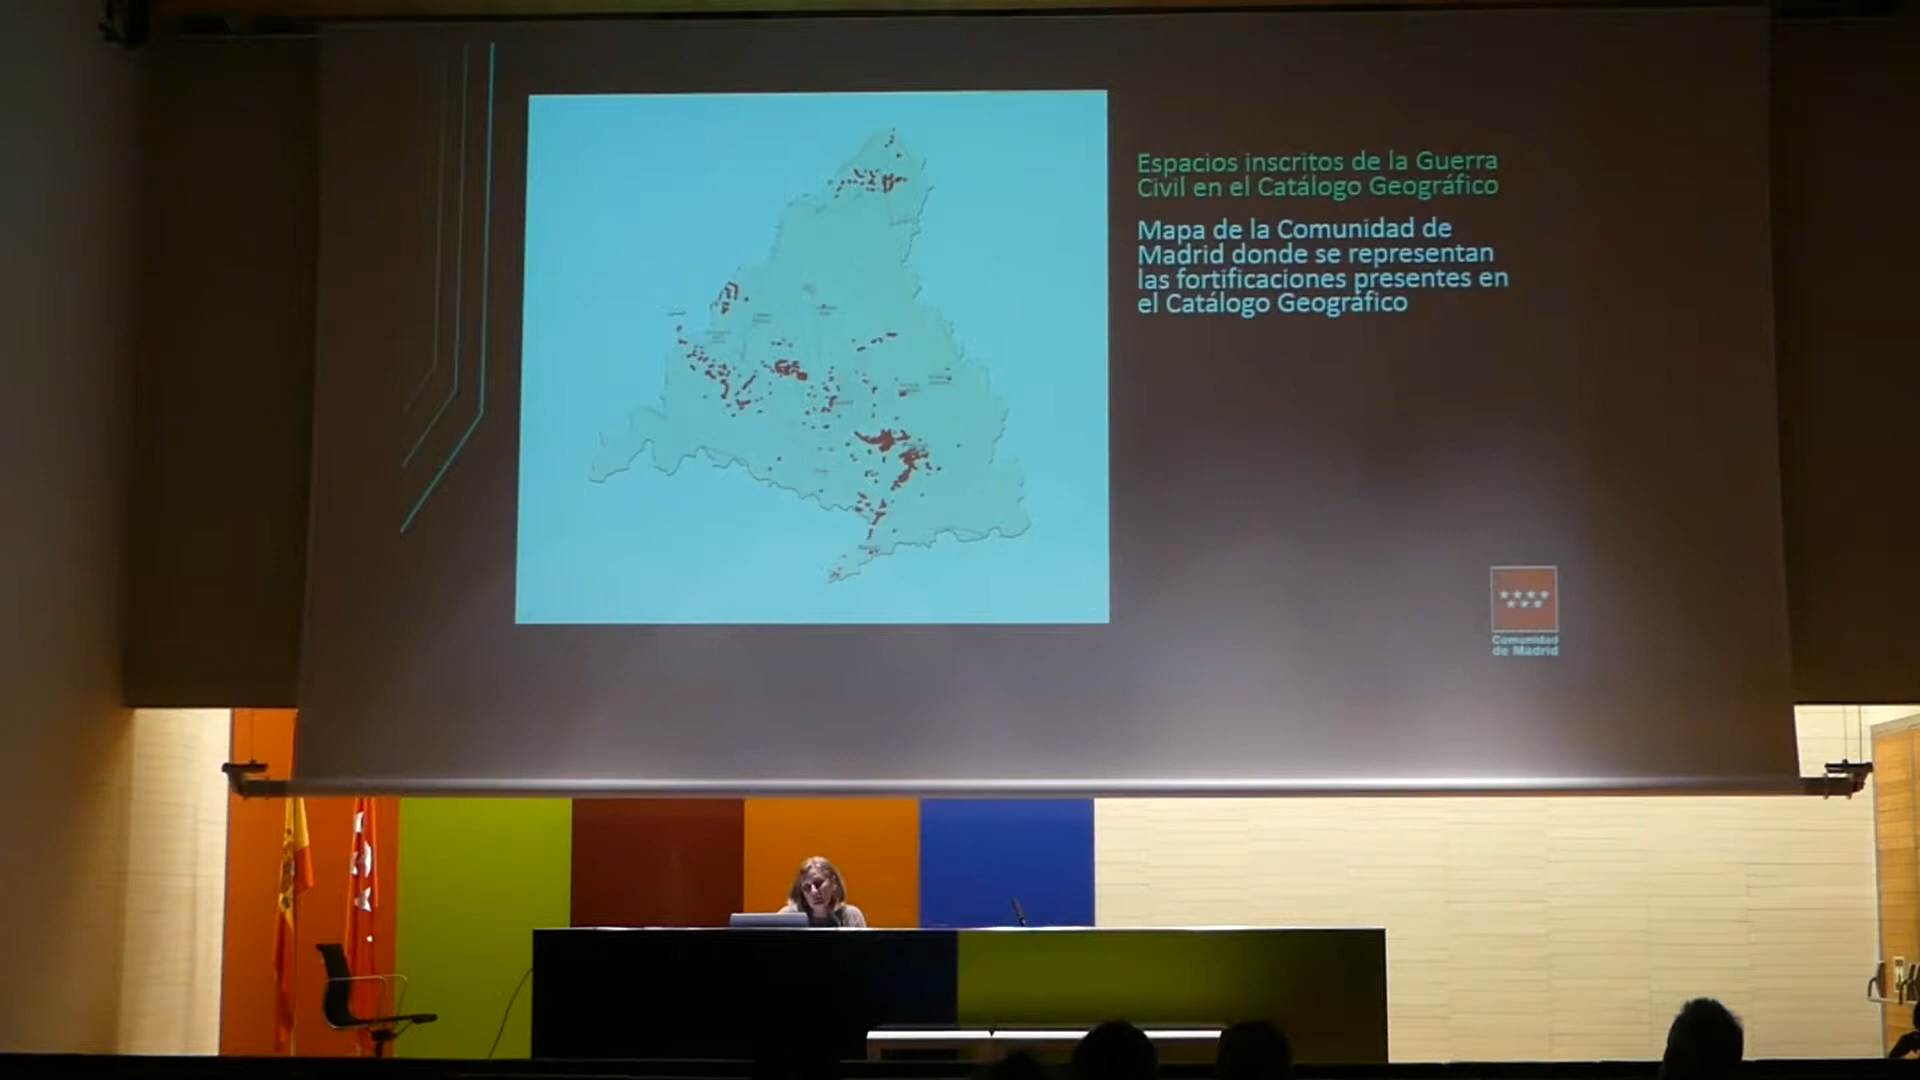 Espacios inscritos de la Guerra
Civil en el Catálogo Geográfico
Mapa de la Comunidad de
Madrid donde se representan
las fortificaciones presentes en
el Catálogo Geográfico
Comunidad
de Madrid